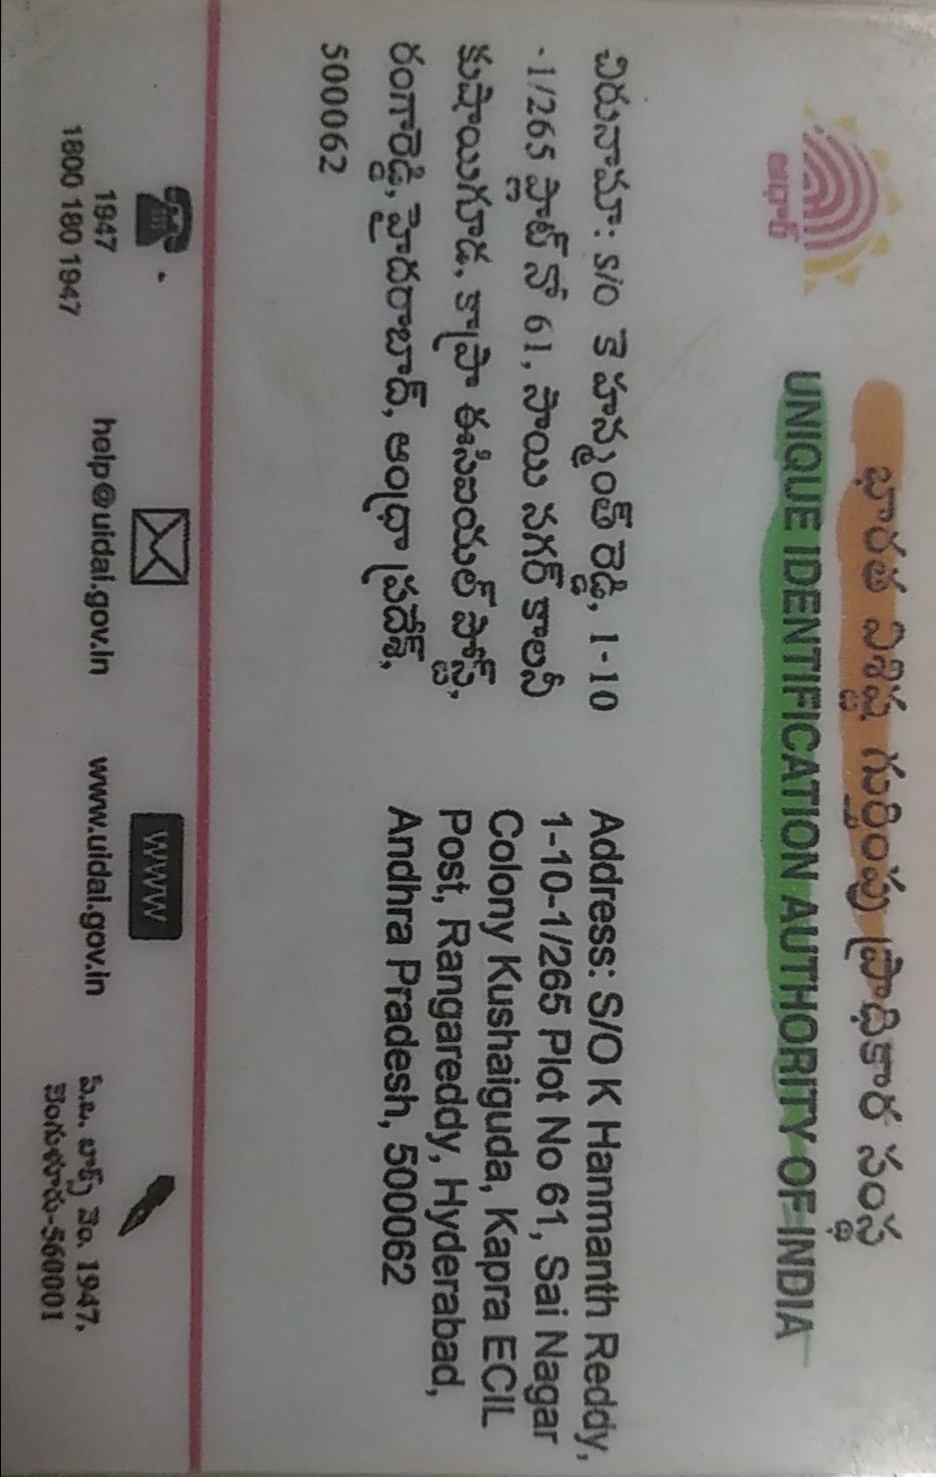 భారత విశిష్ట గుర్తింపు ప్రాధికార సంస్థ
UNIQUE IDENTIFICATION AUTHORITY OF INDIA
ఆధార్
చిరునామా: S/O కె హన్మంత్ రెడ్డి, 1-10
-1/265 ప్లాట్ నో 61, సాయి నగర్ కాలనీ
కుషాయిగూడ, కాప్రా ఈసిఐయల్ పోస్ట్,
రంగారెడ్డి, హైదరాబాద్, ఆంధ్రా ప్రదేశ్,
500062
Address: S/O K Hanmanth Reddy,
1-10-1/265 Plot No 61, Sai Nagar
Colony Kushaiguda, Kapra ECIL
Post, Rangareddy, Hyderabad,
Andhra Pradesh, 500062
1947
1800 180 1947
help@uidai.gov.in
WWW
www.uidai.gov.in
పి.ఒ. బాక్స్ నెం. 1947,
బెంగుళూరు-560001